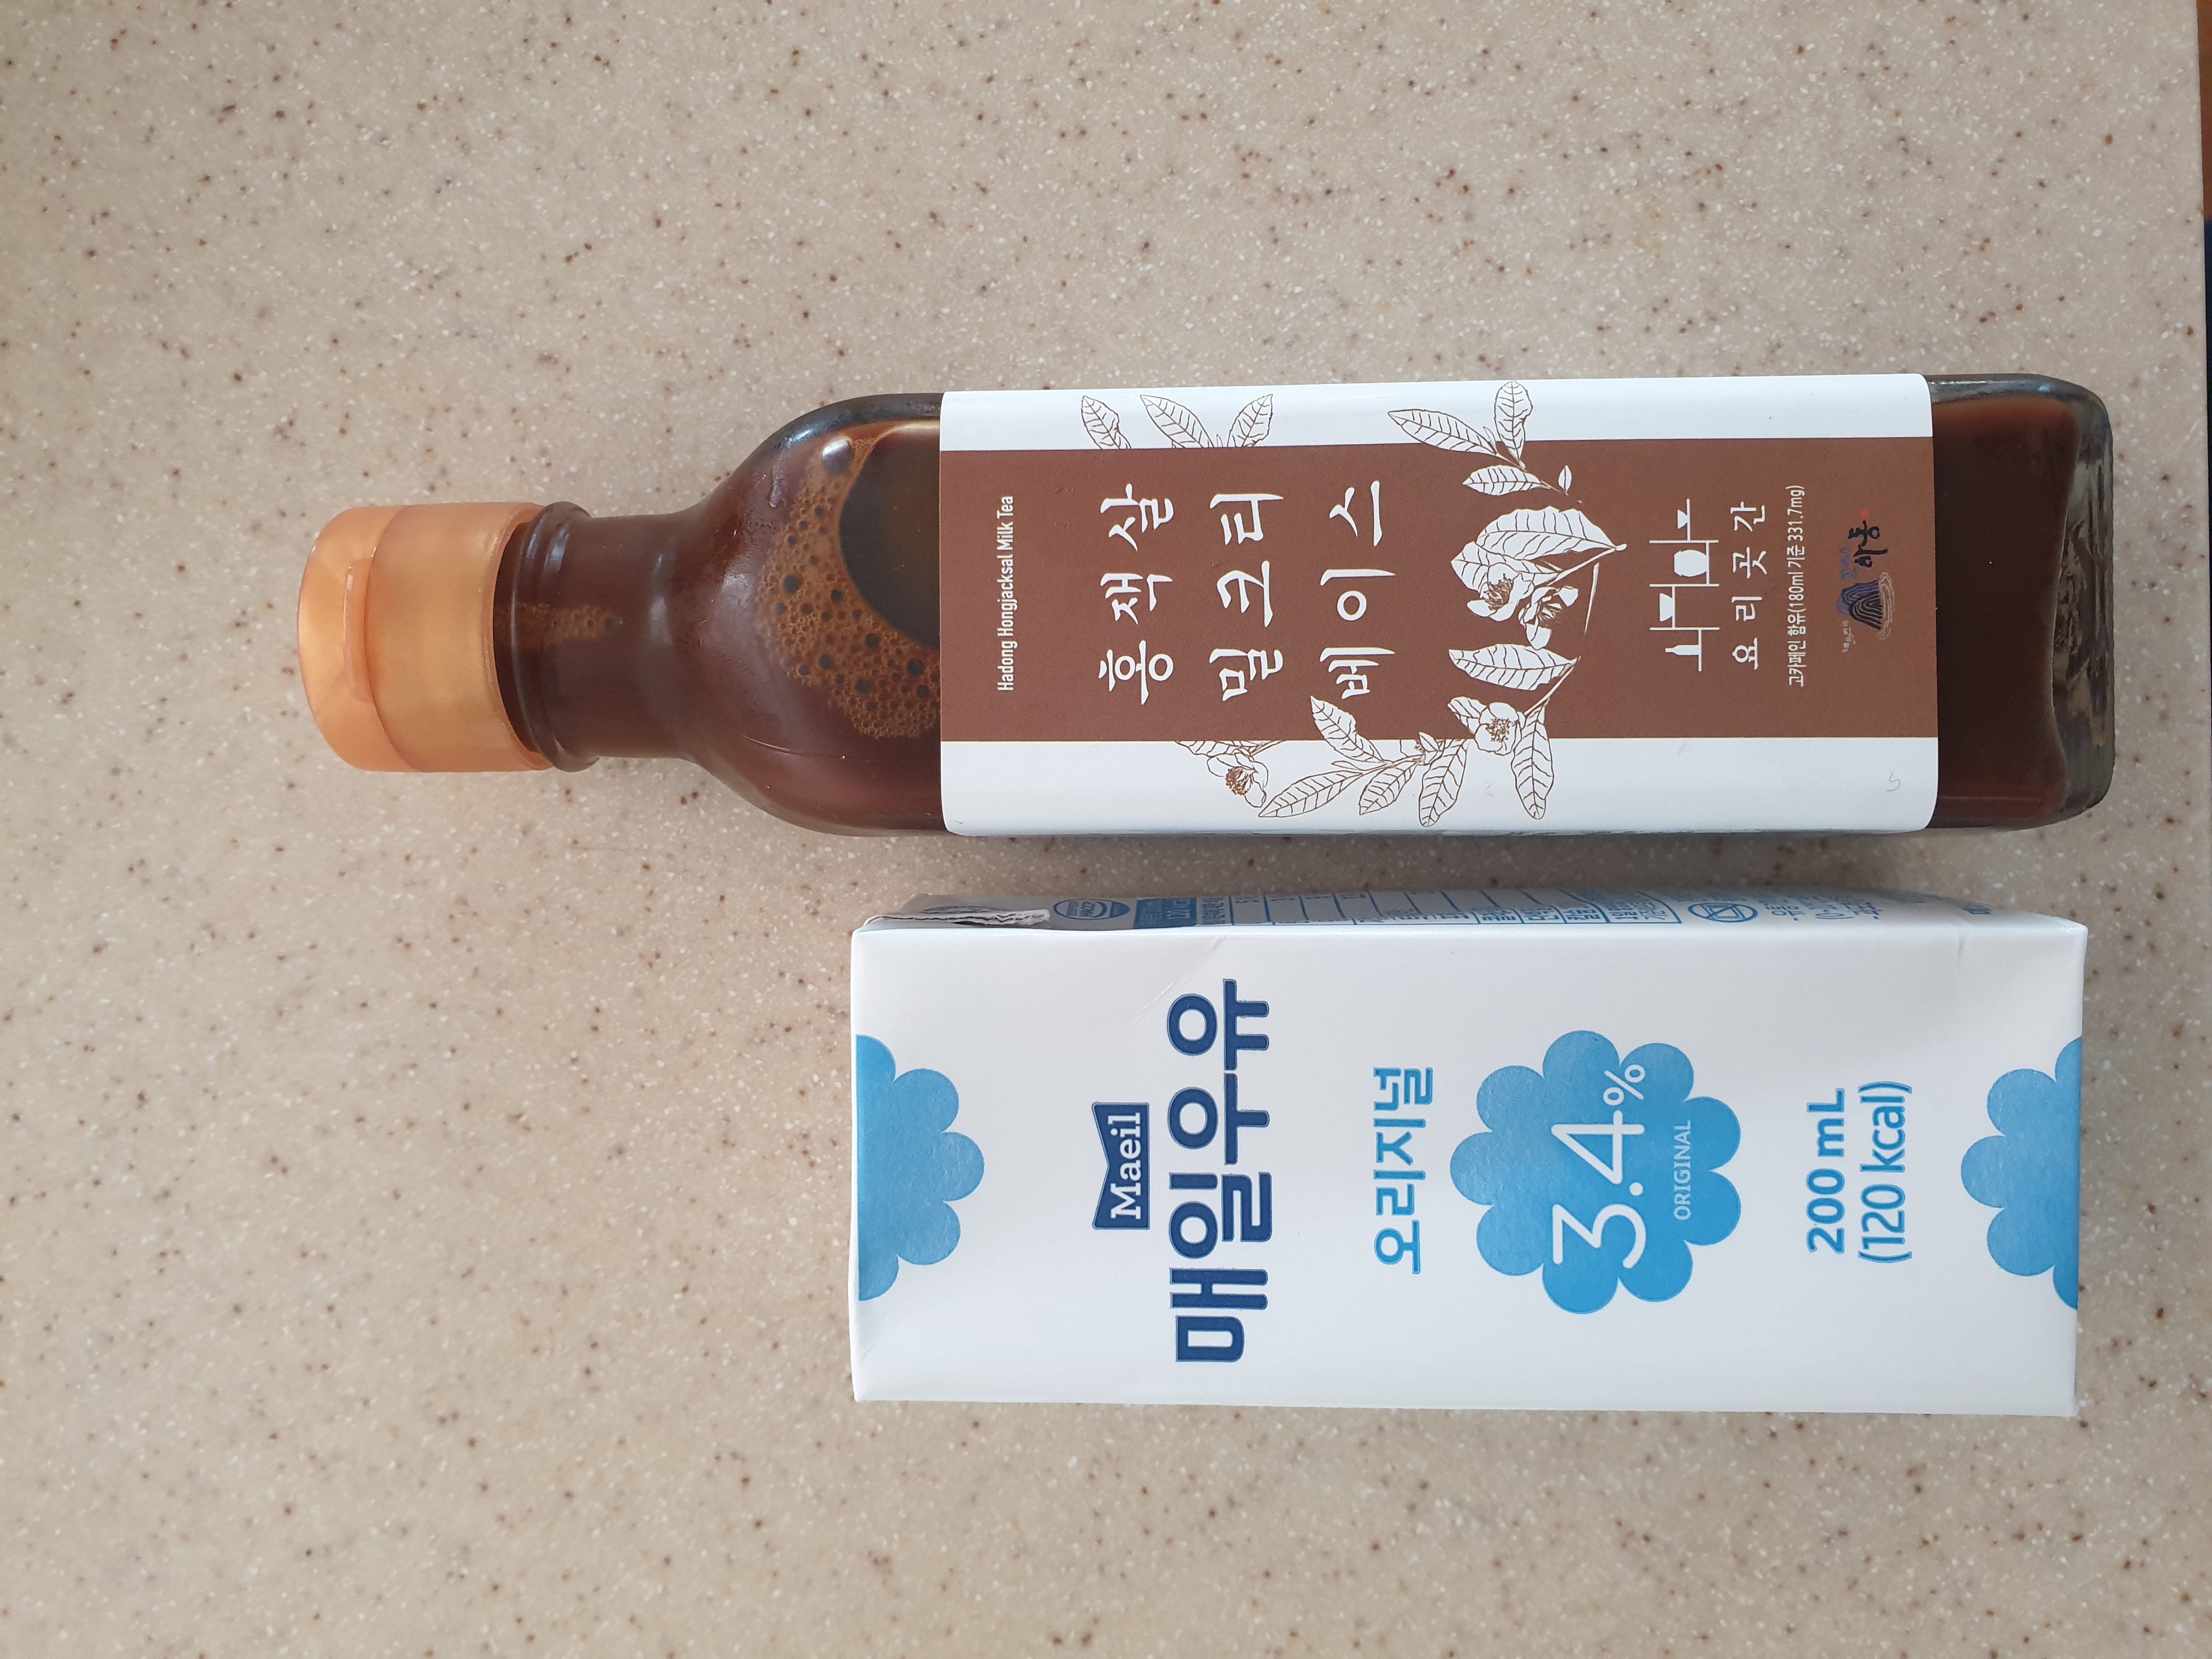 Hadong Hongjacksal Milk Tea
홍잭살
밀크티
베이스
요리곳간
고카페인 함유(180ml 기준 331.7mg)
하동
Maeil
매일우유
오리지널
3.4%
ORIGINAL
200 mL
(120 kcal)